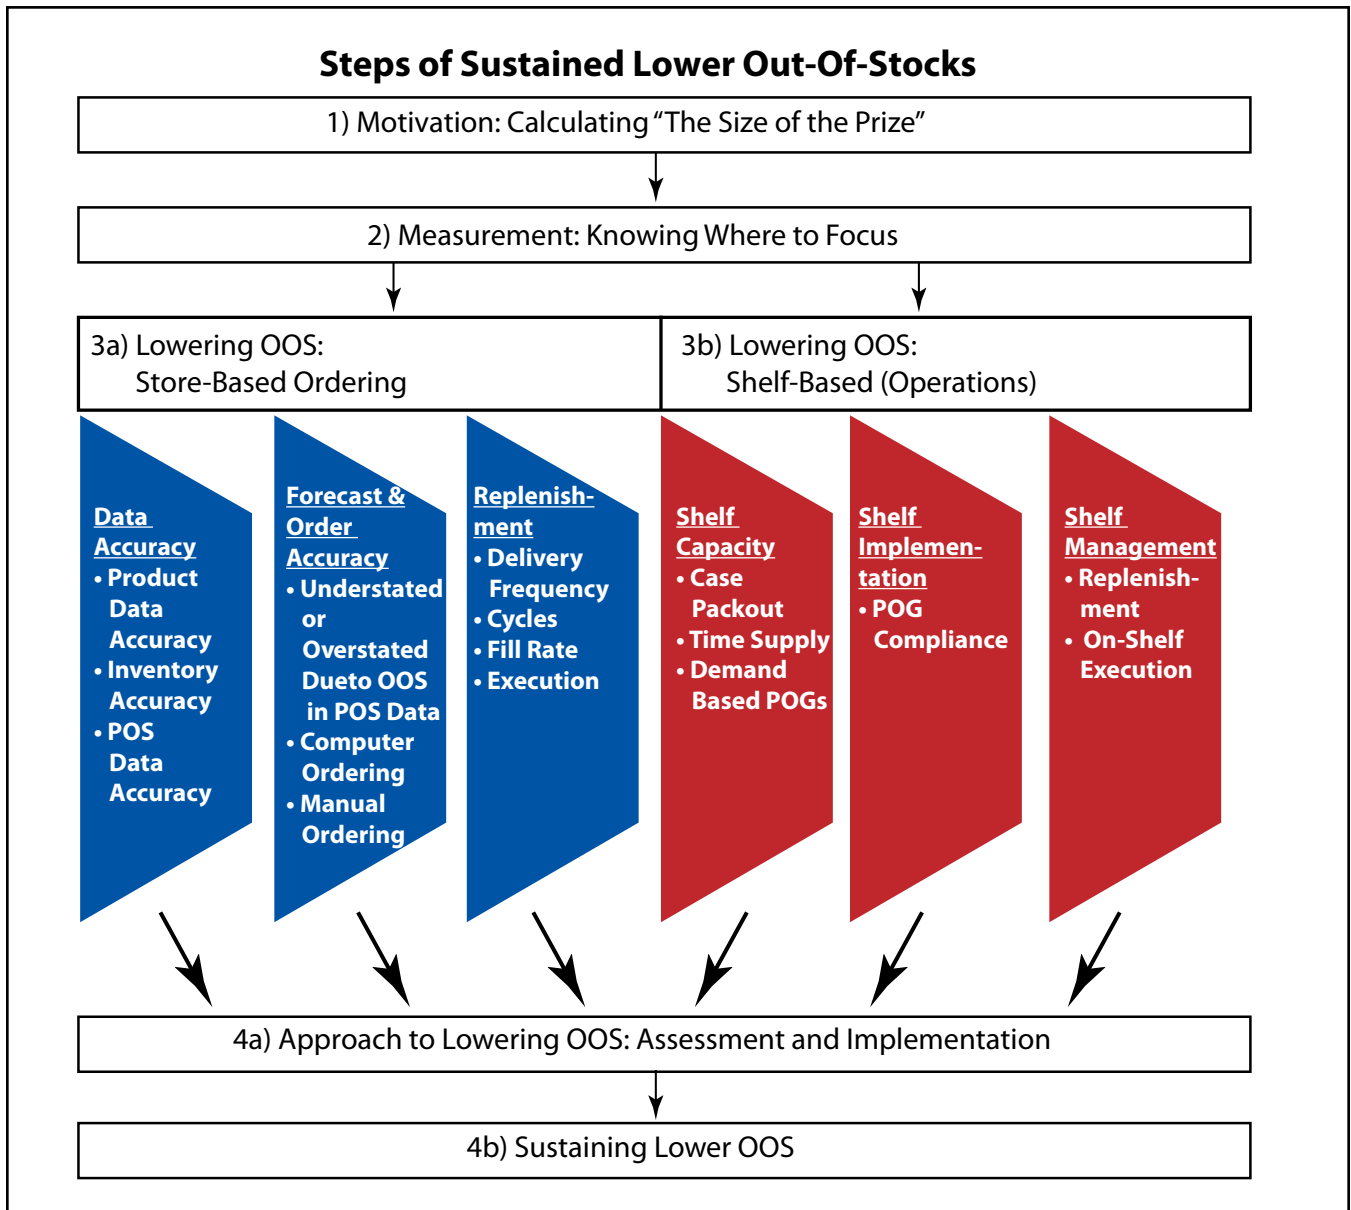 Steps of Sustained Lower Out-Of-Stocks
1) Motivation: Calculating “The Size of the Prize”
2) Measurement: Knowing Where to Focus
3a) Lowering OOS:
Store-Based Ordering
3b) Lowering OOS:
Shelf-Based (Operations)
Data
Accuracy
• Product
Data
Accuracy
• Inventory
Accuracy
• POS
Data
Accuracy
Forecast &
Order
Accuracy
• Understated
or
Overstated
Dueto OOS
in POS Data
• Computer
Ordering
• Manual
Ordering
Replenish-
ment
• Delivery
Frequency
• Cycles
• Fill Rate
• Execution
Shelf
Capacity
• Case
Packout
• Time Supply
• Demand
Based POGs
Shelf
Implemen-
tation
• POG
Compliance
Shelf
Management
• Replenish-
ment
• On-Shelf
Execution
4a) Approach to Lowering OOS: Assessment and Implementation
4b) Sustaining Lower OOS